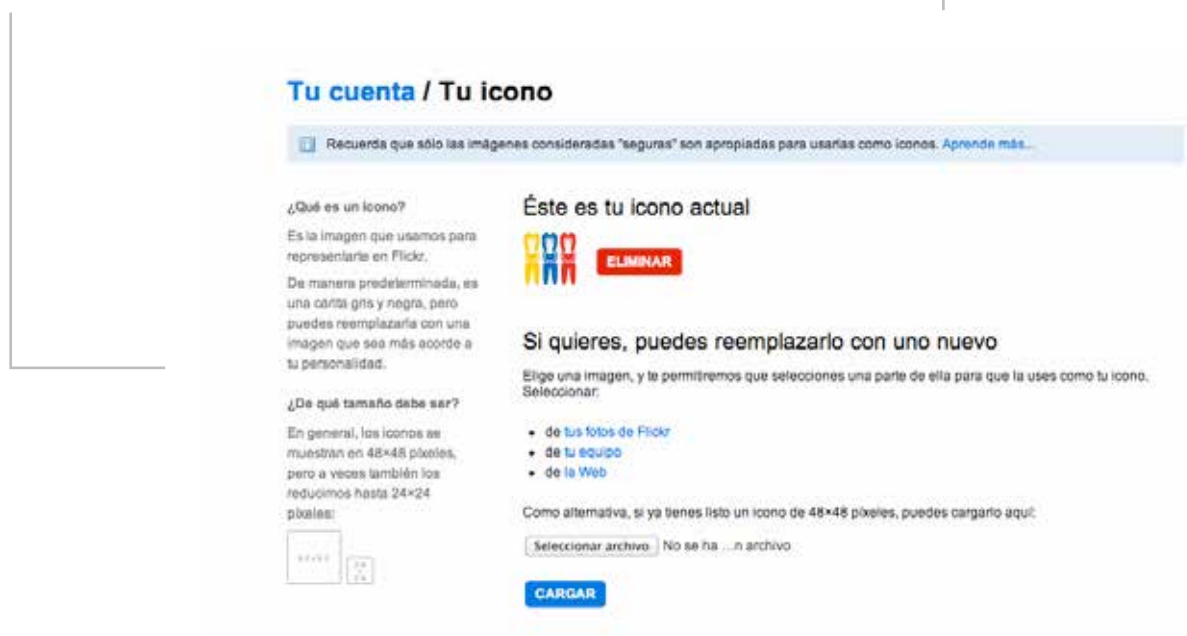 Tu cuenta / Tu icono
Recuerda que sólo las imágenes consideradas "seguras" son apropiadas para usarlas como iconos. Aprende más...
¿Qué es un icono?
Es la imagen que usamos para
representarte en Flickr.
De manera predeterminada, es
una carita gris y negra, pero
puedes reemplazarla con una
imagen que sea más acorde a
tu personalidad.
¿De qué tamaño debe ser?
En general, los iconos se
muestran en 48×48 píxeles,
pero a veces también los
reducimos hasta 24×24
píxeles:
Éste es tu icono actual
ELIMINAR
Si quieres, puedes reemplazarlo con uno nuevo
Elige una imagen, y te permitiremos que selecciones una parte de ella para que la uses como tu icono.
Seleccionar:
• de tus fotos de Flickr
• de tu equipo
• de la Web
Como alternativa, si ya tienes listo un icono de 48×48 píxeles, puedes cargarlo aquí:
Seleccionar archivo No se ha ...n archivo
CARGAR